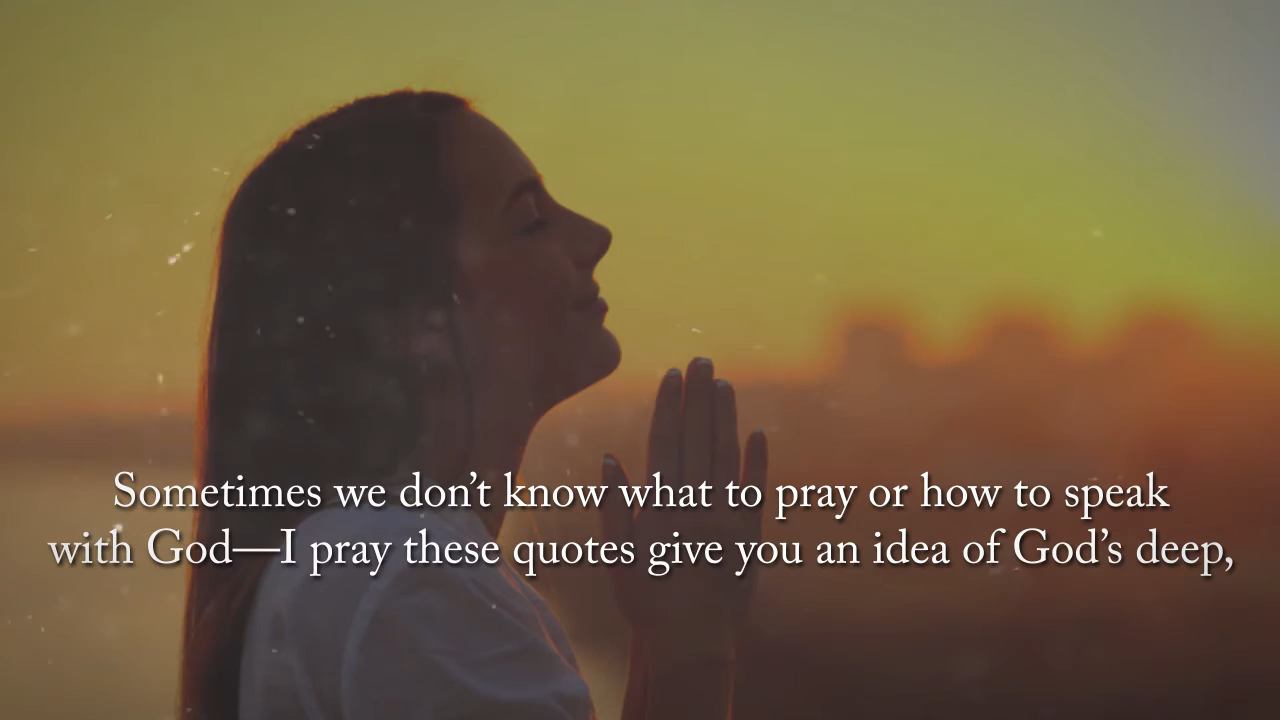 Sometimes we don’t know what to pray or how to speak
with God—I pray these quotes give you an idea of God’s deep,